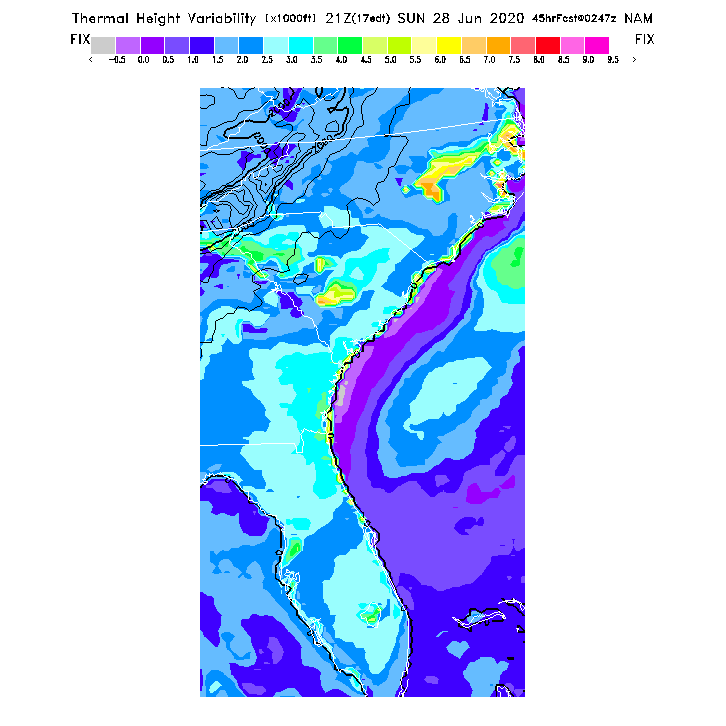 Thermal Height Variability [x1000ft] 21Z(17edt) SUN 28 Jun 2020 45hrFcst@0247z NAM
FIX FIX
< -0.5 0.0 0.5 1.0 1.5 2.0 2.5 3.0 3.5 4.0 4.5 5.0 5.5 6.0 6.5 7.0 7.5 8.0 8.5 9.0 9.5 >